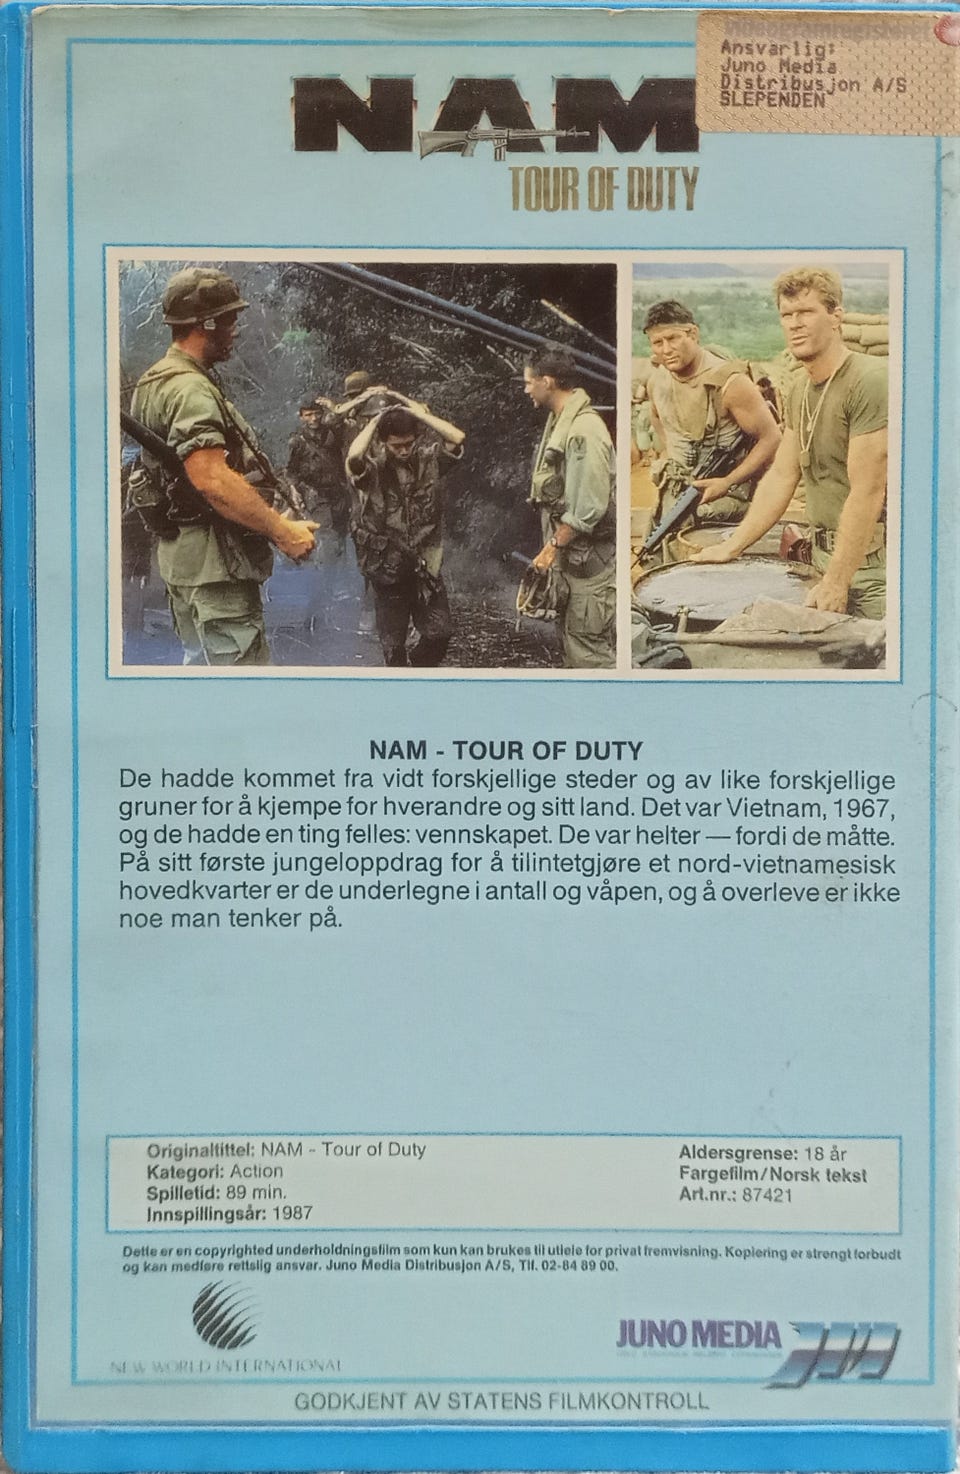 Videogramregisteret
Ansvarlig:
Juno Media
Distribusjon A/S
SLEPENDEN
NAM
TOUR OF DUTY
NAM - TOUR OF DUTY
De hadde kommet fra vidt forskjellige steder og av like forskjellige
gruner for å kjempe for hverandre og sitt land. Det var Vietnam, 1967,
og de hadde en ting felles: vennskapet. De var helter — fordi de måtte.
På sitt første jungeloppdrag for å tilintetgjøre et nord-vietnamesisk
hovedkvarter er de underlegne i antall og våpen, og å overleve er ikke
noe man tenker på.
Originaltittel: NAM - Tour of Duty
Kategori: Action
Spilletid: 89 min.
Innspillingsår: 1987
Aldersgrense: 18 år
Fargefilm/Norsk tekst
Art.nr.: 87421
Dette er en copyrighted underholdningsfilm som kun kan brukes til utleie for privat fremvisning. Kopiering er strengt forbudt
og kan medføre rettslig ansvar. Juno Media Distribusjon A/S, Tlf. 02-84 89 00.
NEW WORLD INTERNATIONAL
JUNO MEDIA
GODKJENT AV STATENS FILMKONTROLL